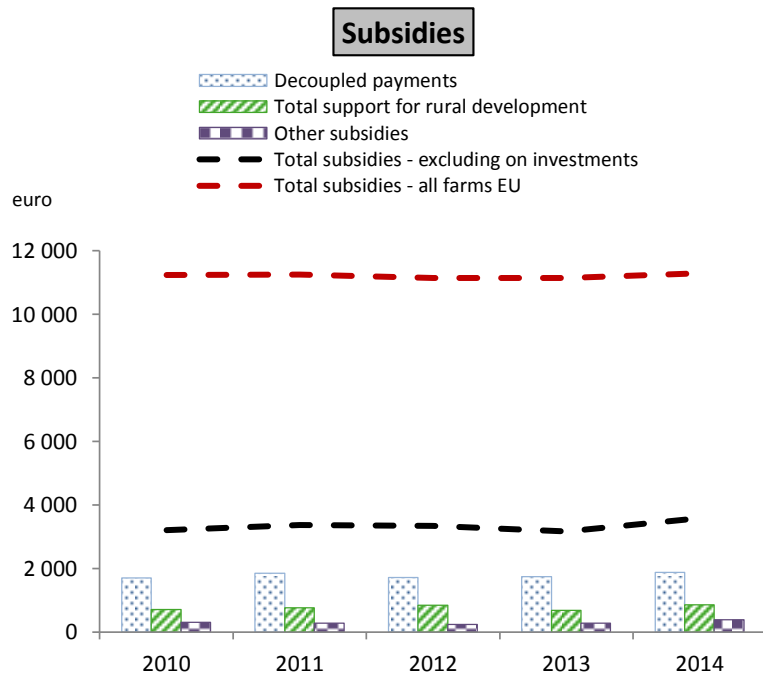 Subsidies
Decoupled payments
Total support for rural development
Other subsidies
Total subsidies - excluding on investments
Total subsidies - all farms EU
euro
12 000
10 000
8 000
6 000
4 000
2 000
0
2010 2011 2012 2013 2014